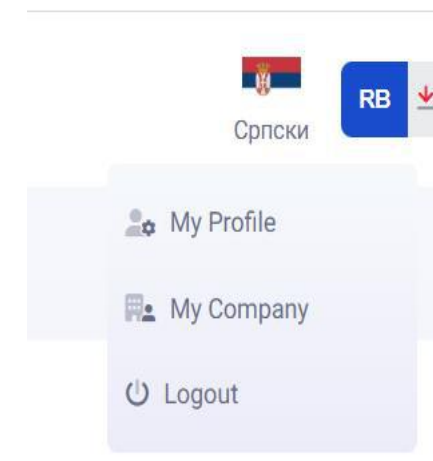 RB
Српски
My Profile
My Company
Logout